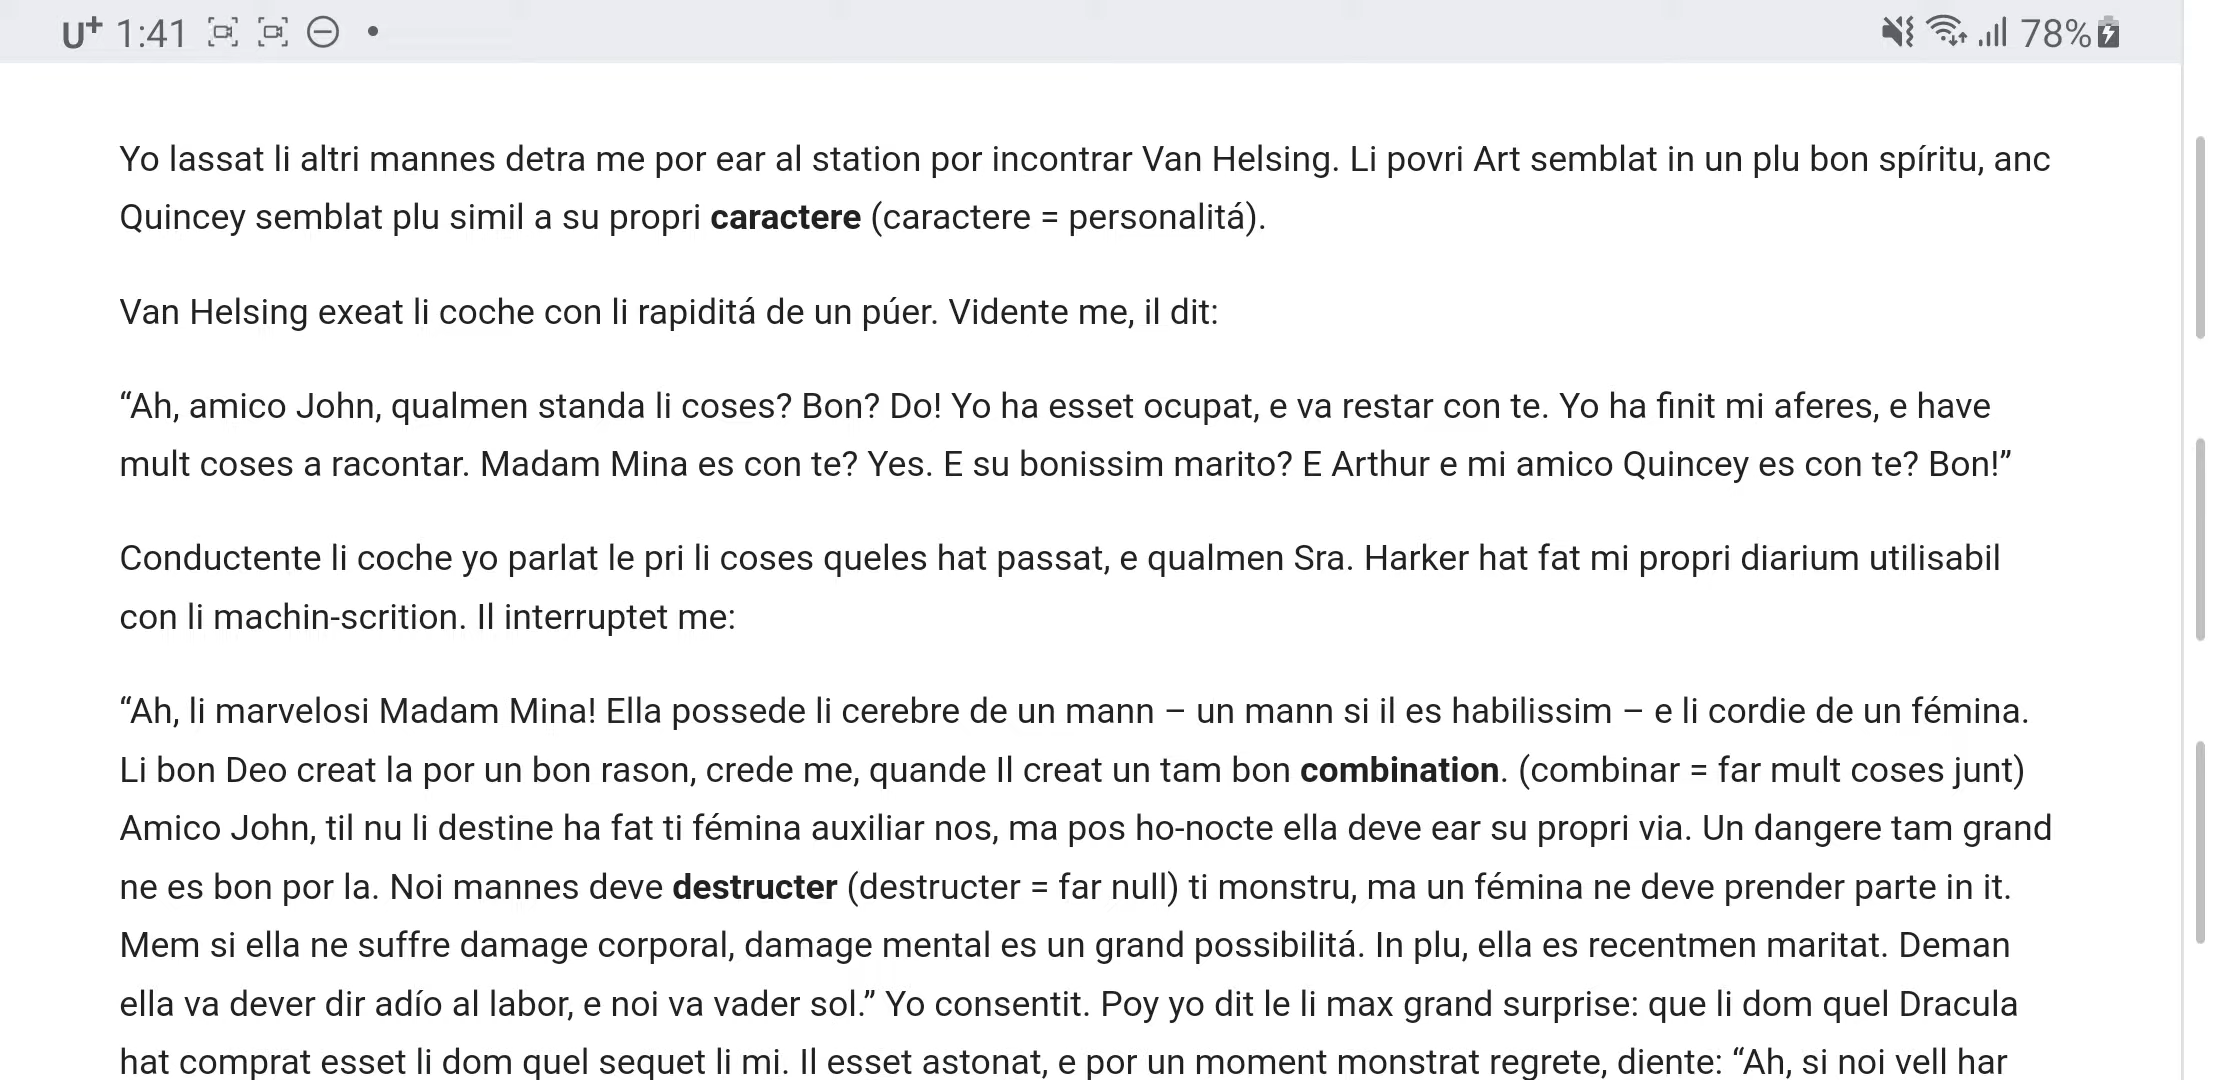 U+ 1:41 78%
Yo lassat li altri mannes detra me por ear al station por incontrar Van Helsing. Li povri Art semblat in un plu bon spíritu, anc
Quincey semblat plu simil a su propri caractere (caractere = personalitá).
Van Helsing exeat li coche con li rapiditá de un púer. Vidente me, il dit:
“Ah, amico John, qualmen standa li coses? Bon? Do! Yo ha esset ocupat, e va restar con te. Yo ha finit mi aferes, e have
mult coses a racontar. Madam Mina es con te? Yes. E su bonissim marito? E Arthur e mi amico Quincey es con te? Bon!”
Conductente li coche yo parlat le pri li coses queles hat passat, e qualmen Sra. Harker hat fat mi propri diarium utilisabil
con li machin-scrition. Il interruptet me:
“Ah, li marvelosi Madam Mina! Ella possede li cerebre de un mann – un mann si il es habilissim – e li cordie de un fémina.
Li bon Deo creat la por un bon rason, crede me, quande Il creat un tam bon combination. (combinar = far mult coses junt)
Amico John, til nu li destine ha fat ti fémina auxiliar nos, ma pos ho-nocte ella deve ear su propri via. Un dangere tam grand
ne es bon por la. Noi mannes deve destructer (destructer = far null) ti monstru, ma un fémina ne deve prender parte in it.
Mem si ella ne suffre damage corporal, damage mental es un grand possibilitá. In plu, ella es recentmen maritat. Deman
ella va dever dir adío al labor, e noi va vader sol.” Yo consentit. Poy yo dit le li max grand surprise: que li dom quel Dracula
hat comprat esset li dom quel sequet li mi. Il esset astonat, e por un moment monstrat regrete, diente: “Ah, si noi vell har